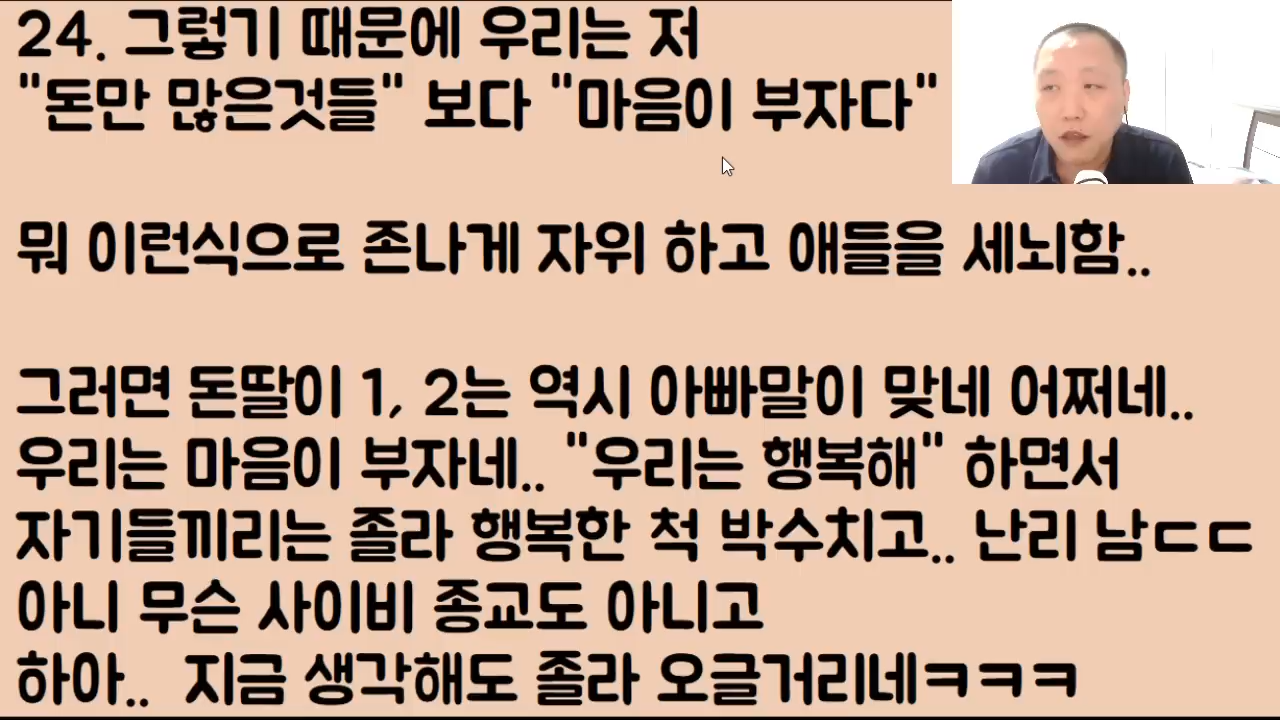 24. 그렇기 때문에 우리는 저
"돈만 많은것들" 보다 "마음이 부자다"
뭐 이런식으로 존나게 자위 하고 애들을 세뇌함..
그러면 돈딸이 1, 2는 역시 아빠말이 맞네 어쩌네..
우리는 마음이 부자네.. "우리는 행복해" 하면서
자기들끼리는 졸라 행복한 척 박수치고.. 난리 남ㄷㄷ
아니 무슨 사이비 종교도 아니고
하아.. 지금 생각해도 졸라 오글거리네ㅋㅋㅋ